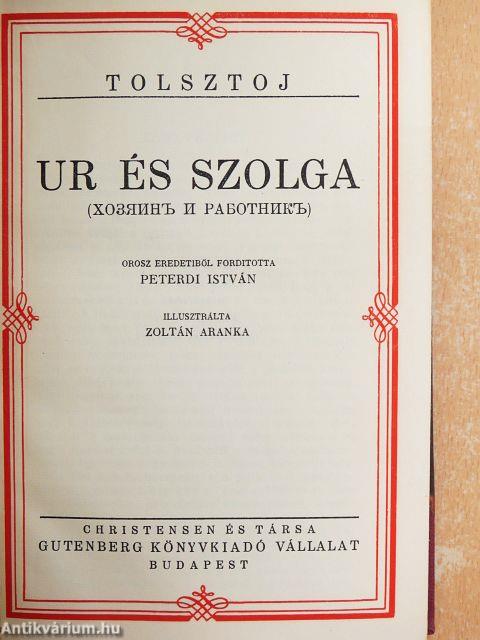 TOLSZTOJ
UR ÉS SZOLGA
(ХОЗЯИНЪ И РАБОТНИКЪ)
OROSZ EREDETIBŐL FORDITOTTA
PETERDI ISTVÁN
ILLUSZTRÁLTA
ZOLTÁN ARANKA
CHRISTENSEN ÉS TÁRSA
GUTENBERG KÖNYVKIADÓ VÁLLALAT
BUDAPEST
Antikvárium.hu